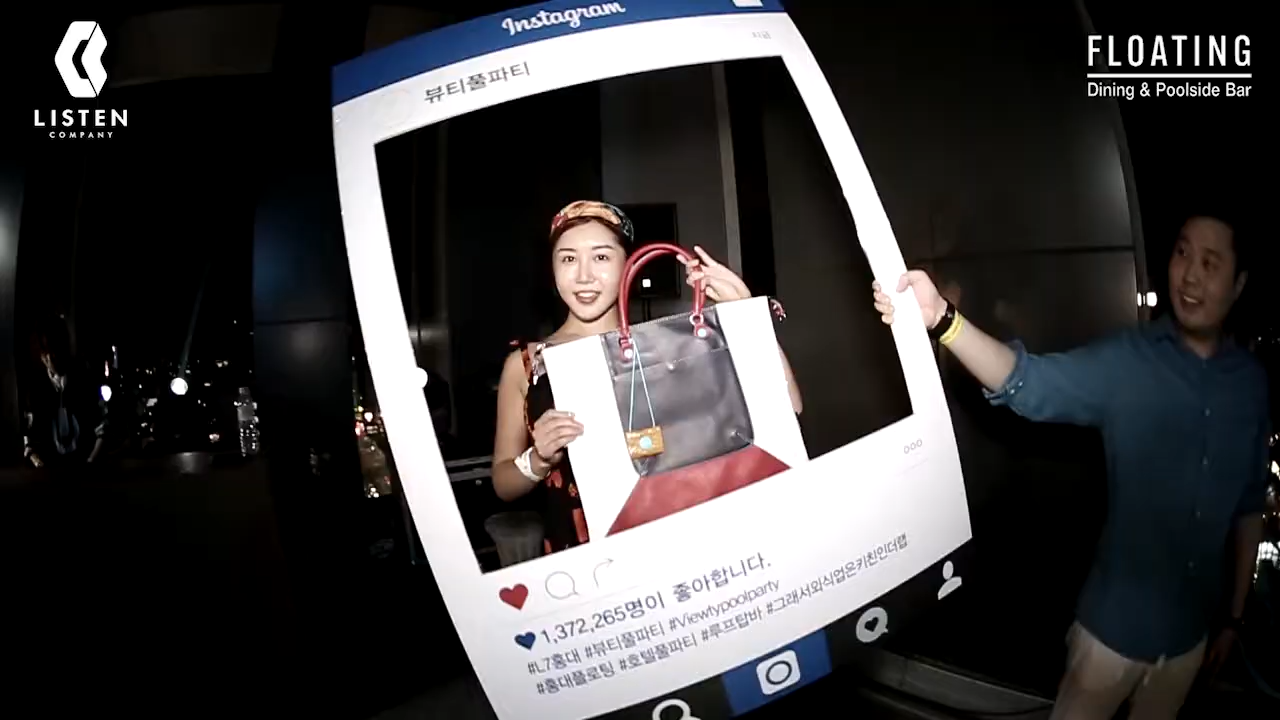 LISTEN
COMPANY
FLOATING
Dining & Poolside Bar
Instagram
뷰티풀파티
1,372,265명이 좋아합니다.
#L7홍대 #뷰티풀파티 #Viewtypoolparty
#홍대플로팅 #호텔풀파티 #루프탑바 #그래서외식업은키친인더랩